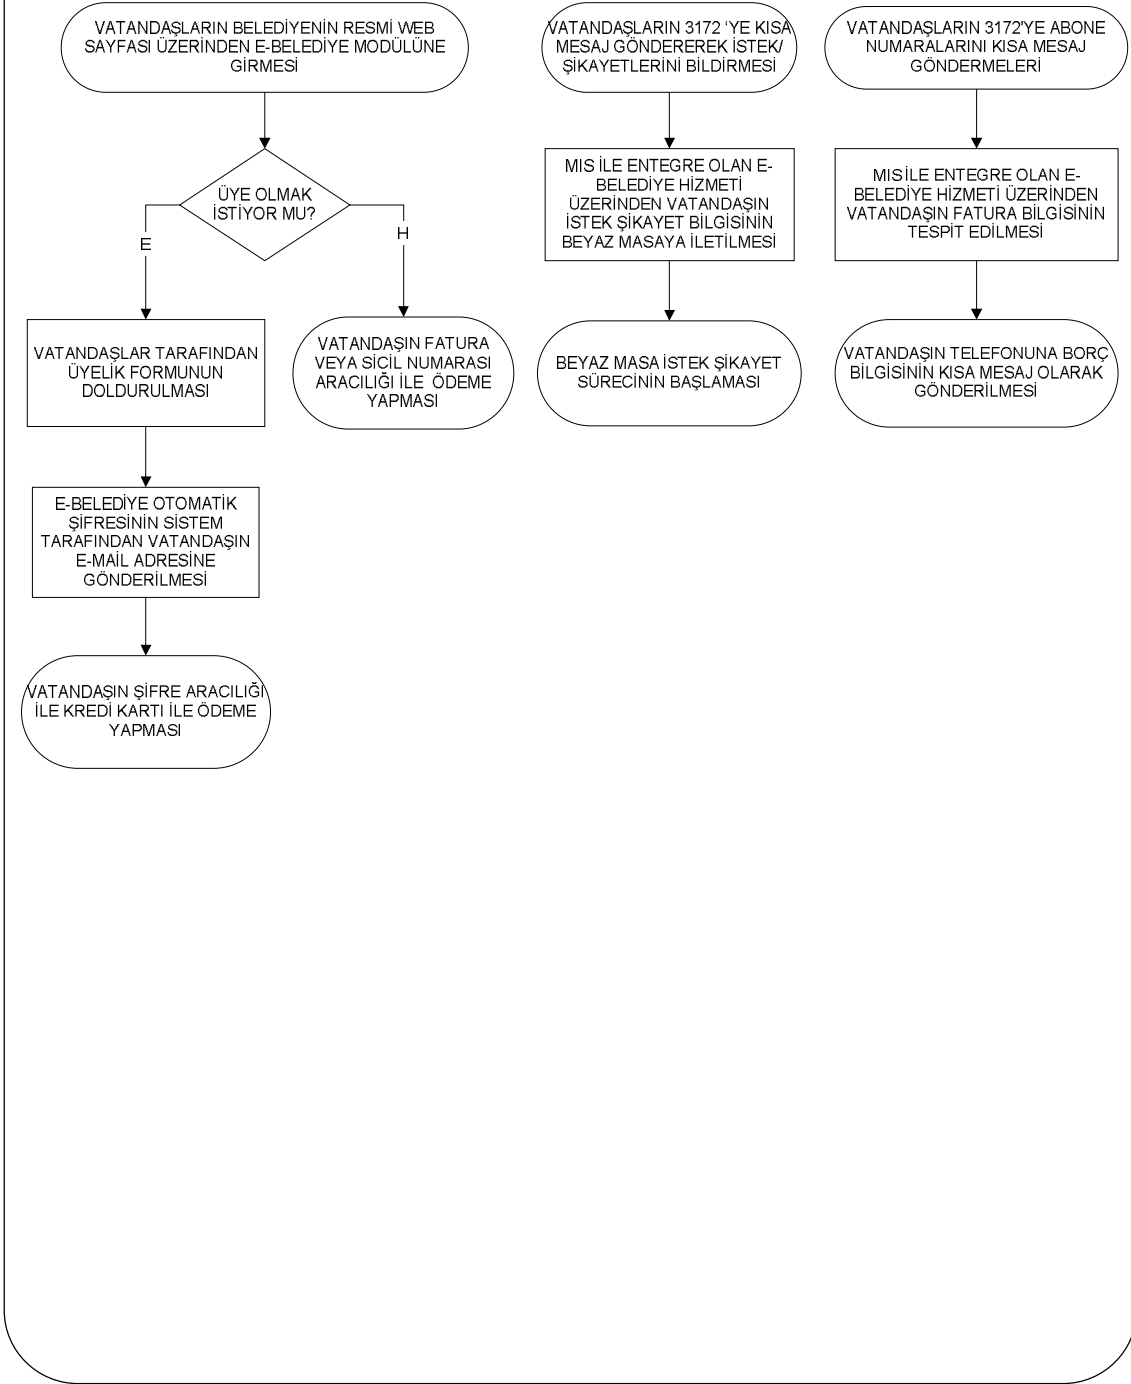 VATANDAŞLARIN BELEDİYENİN RESMİ WEB
SAYFASI ÜZERİNDEN E-BELEDİYE MODÜLÜNE
GİRMESİ
ÜYE OLMAK
İSTİYOR MU?
E
H
VATANDAŞLAR TARAFINDAN
ÜYELİK FORMUNUN
DOLDURULMASI
VATANDAŞIN FATURA
VEYA SİCİL NUMARASI
ARACILIĞI İLE ÖDEME
YAPMASI
E-BELEDİYE OTOMATİK
ŞİFRESİNİN SİSTEM
TARAFINDAN VATANDAŞIN
E-MAİL ADRESİNE
GÖNDERİLMESİ
VATANDAŞIN ŞİFRE ARACILIĞI
İLE KREDİ KARTI İLE ÖDEME
YAPMASI
VATANDAŞLARIN 3172 ‘YE KISA
MESAJ GÖNDEREREK İSTEK/
ŞİKAYETLERİNİ BİLDİRMESİ
MIS İLE ENTEGRE OLAN E-
BELEDİYE HİZMETİ
ÜZERİNDEN VATANDAŞIN
İSTEK ŞİKAYET BİLGİSİNİN
BEYAZ MASAYA İLETİLMESİ
BEYAZ MASA İSTEK ŞİKAYET
SÜRECİNİN BAŞLAMASI
VATANDAŞLARIN 3172'YE ABONE
NUMARALARINI KISA MESAJ
GÖNDERMELERİ
MIS İLE ENTEGRE OLAN E-
BELEDİYE HİZMETİ ÜZERİNDEN
VATANDAŞIN FATURA BİLGİSİNİN
TESPİT EDİLMESİ
VATANDAŞIN TELEFONUNA BORÇ
BİLGİSİNİN KISA MESAJ OLARAK
GÖNDERİLMESİ